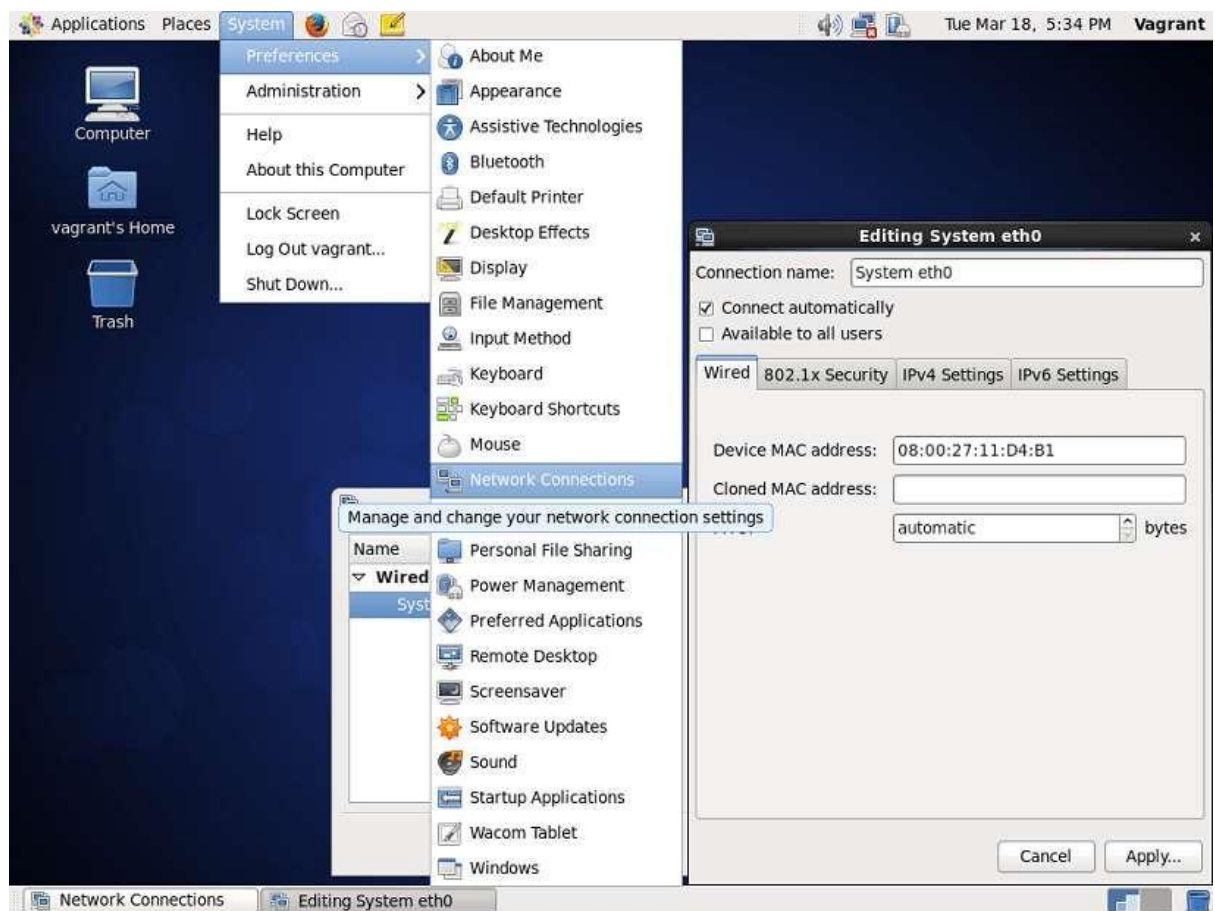 Applications Places System Tue Mar 18, 5:34 PM Vagrant
Computer
vagrant's Home
Trash
Preferences
Administration
Help
About this Computer
Lock Screen
Log Out vagrant...
Shut Down...
About Me
Appearance
Assistive Technologies
Bluetooth
Default Printer
Desktop Effects
Display
File Management
Input Method
Keyboard
Keyboard Shortcuts
Mouse
Network Connections
Manage and change your network connection settings
Personal File Sharing
Power Management
Preferred Applications
Remote Desktop
Screensaver
Software Updates
Sound
Startup Applications
Wacom Tablet
Windows
Name
Wired
Syst
Editing System eth0
Connection name: System eth0
Connect automatically
Available to all users
Wired 802.1x Security IPv4 Settings IPv6 Settings
Device MAC address: 08:00:27:11:D4:B1
Cloned MAC address:
automatic bytes
Cancel Apply...
Network Connections Editing System eth0